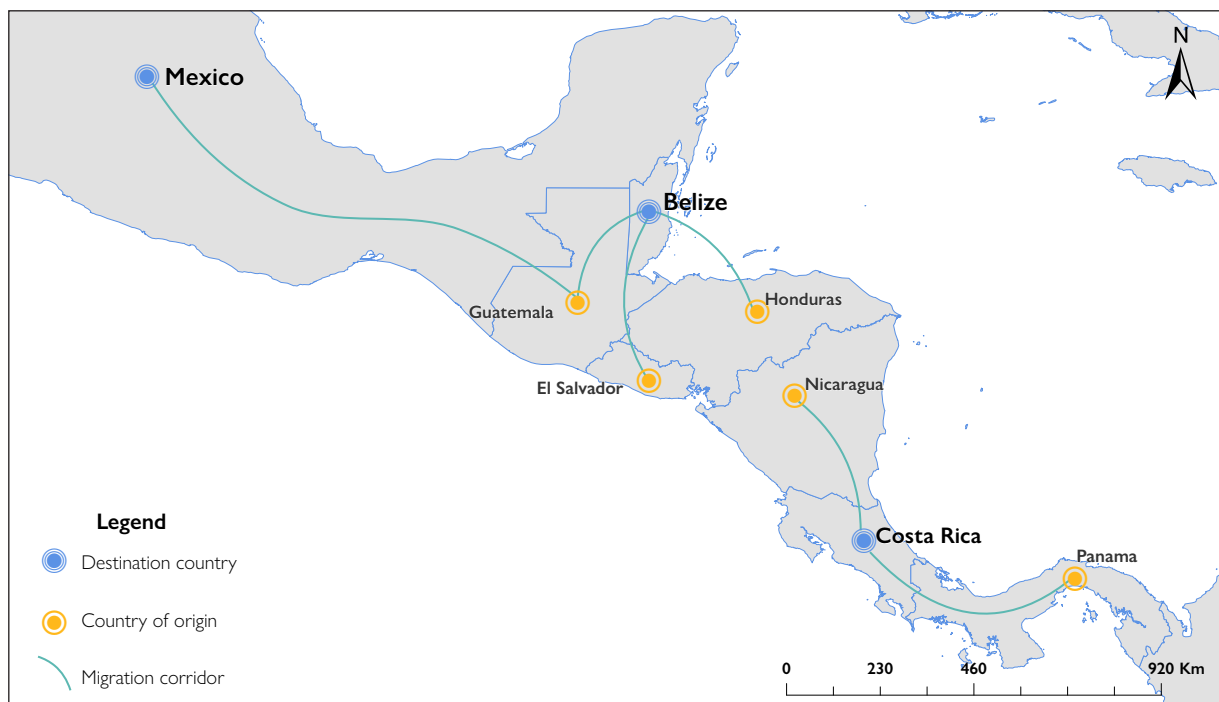 N
Mexico
Belize
Honduras
Guatemala
El Salvador
Nicaragua
Legend
Costa Rica
Destination country
Panama
Country of origin
Migration corridor
0 230 460 920 Km